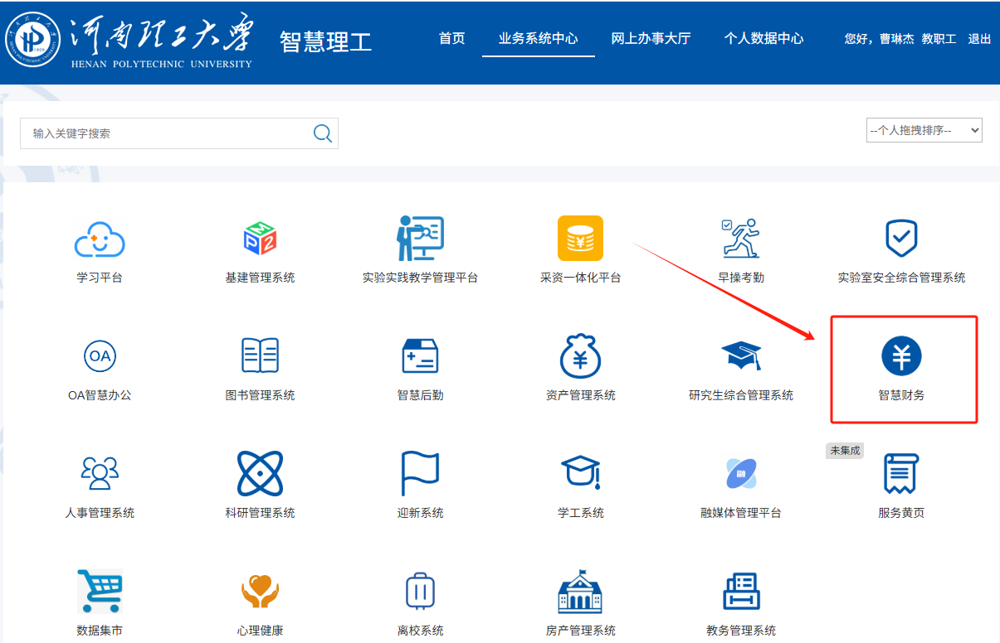 河南理工大学
HENAN POLYTECHNIC UNIVERSITY
智慧理工
首页 业务系统中心 网上办事大厅 个人数据中心 您好，曹琳杰 教职工 退出
输入关键字搜索
--个人拖拽排序--
学习平台 基建管理系统 实验实践教学管理平台 采资一体化平台 早操考勤 实验室安全综合管理系统
OA
OA智慧办公 图书管理系统 智慧后勤 资产管理系统 研究生综合管理系统 智慧财务
未集成
人事管理系统 科研管理系统 迎新系统 学工系统 融媒体管理平台 服务黄页
数据集市 心理健康 离校系统 房产管理系统 教务管理系统